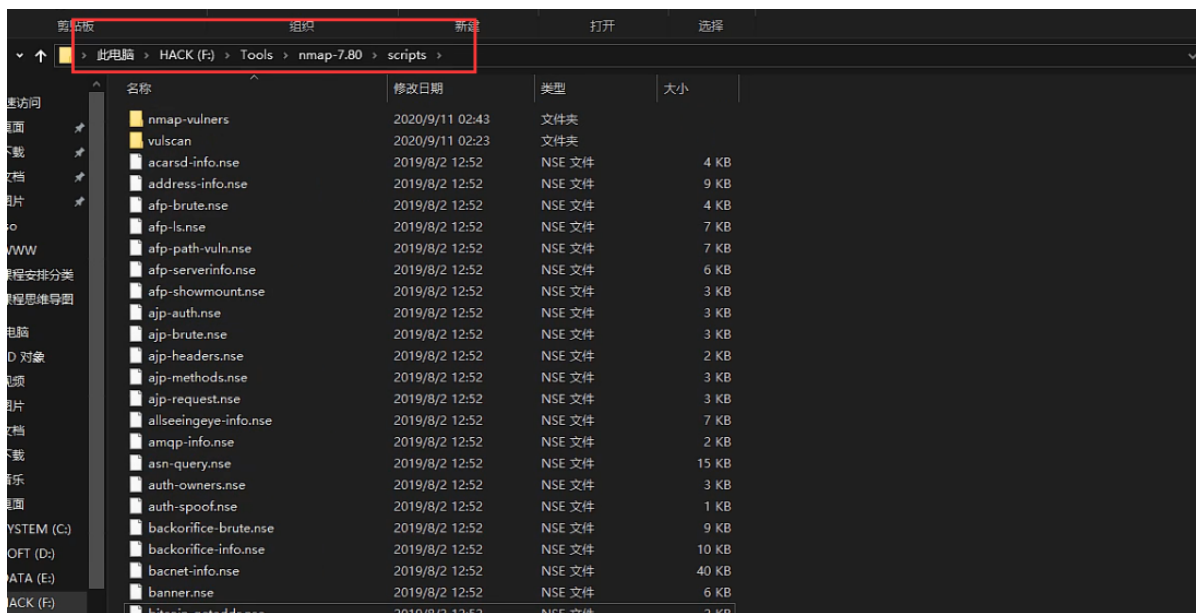 剪贴板 组织 新建 打开 选择
此电脑 › HACK (F:) › Tools › nmap-7.80 › scripts ›
名称 修改日期 类型 大小
nmap-vulners 2020/9/11 02:43 文件夹
vulscan 2020/9/11 02:23 文件夹
acarsd-info.nse 2019/8/2 12:52 NSE 文件 4 KB
address-info.nse 2019/8/2 12:52 NSE 文件 9 KB
afp-brute.nse 2019/8/2 12:52 NSE 文件 4 KB
afp-ls.nse 2019/8/2 12:52 NSE 文件 7 KB
afp-path-vuln.nse 2019/8/2 12:52 NSE 文件 7 KB
afp-serverinfo.nse 2019/8/2 12:52 NSE 文件 6 KB
afp-showmount.nse 2019/8/2 12:52 NSE 文件 3 KB
ajp-auth.nse 2019/8/2 12:52 NSE 文件 3 KB
ajp-brute.nse 2019/8/2 12:52 NSE 文件 3 KB
ajp-headers.nse 2019/8/2 12:52 NSE 文件 2 KB
ajp-methods.nse 2019/8/2 12:52 NSE 文件 3 KB
ajp-request.nse 2019/8/2 12:52 NSE 文件 3 KB
allseeingeye-info.nse 2019/8/2 12:52 NSE 文件 7 KB
amqp-info.nse 2019/8/2 12:52 NSE 文件 2 KB
asn-query.nse 2019/8/2 12:52 NSE 文件 15 KB
auth-owners.nse 2019/8/2 12:52 NSE 文件 3 KB
auth-spoof.nse 2019/8/2 12:52 NSE 文件 1 KB
backorifice-brute.nse 2019/8/2 12:52 NSE 文件 9 KB
backorifice-info.nse 2019/8/2 12:52 NSE 文件 10 KB
bacnet-info.nse 2019/8/2 12:52 NSE 文件 40 KB
banner.nse 2019/8/2 12:52 NSE 文件 6 KB
速访问
桌面
下载
文档
图片
so
WWW
课程安排分类
课程思维导图
电脑
D 对象
视频
图片
文档
下载
音乐
桌面
YSTEM (C:)
OFT (D:)
DATA (E:)
HACK (F:)